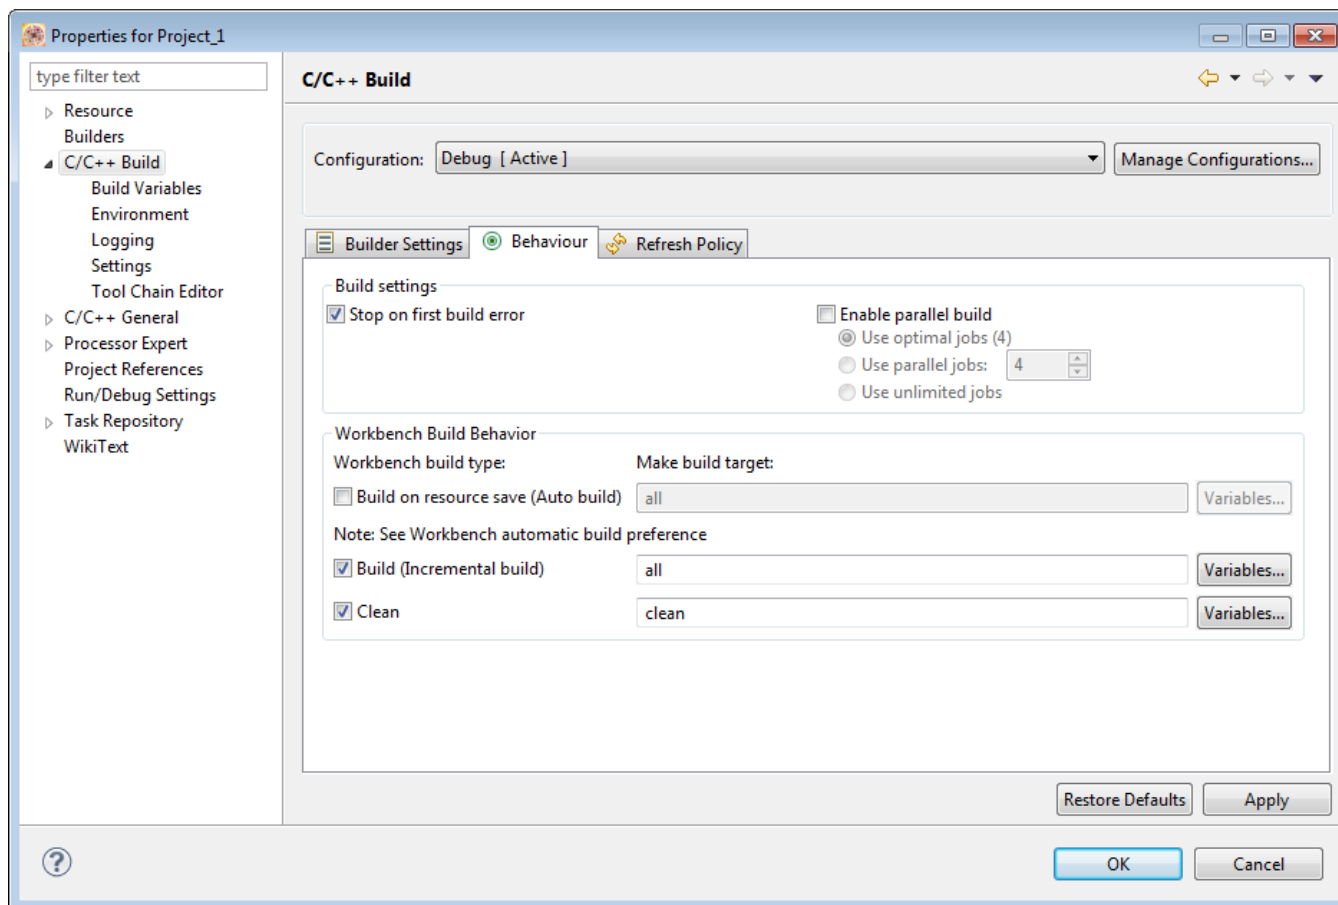 Properties for Project_1
type filter text
Resource
Builders
C/C++ Build
Build Variables
Environment
Logging
Settings
Tool Chain Editor
C/C++ General
Processor Expert
Project References
Run/Debug Settings
Task Repository
WikiText
C/C++ Build
Configuration: Debug [ Active ] Manage Configurations...
Builder Settings Behaviour Refresh Policy
Build settings
Stop on first build error Enable parallel build
Use optimal jobs (4)
Use parallel jobs: 4
Use unlimited jobs
Workbench Build Behavior
Workbench build type: Make build target:
Build on resource save (Auto build) all Variables...
Note: See Workbench automatic build preference
Build (Incremental build) all Variables...
Clean clean Variables...
Restore Defaults Apply
? OK Cancel